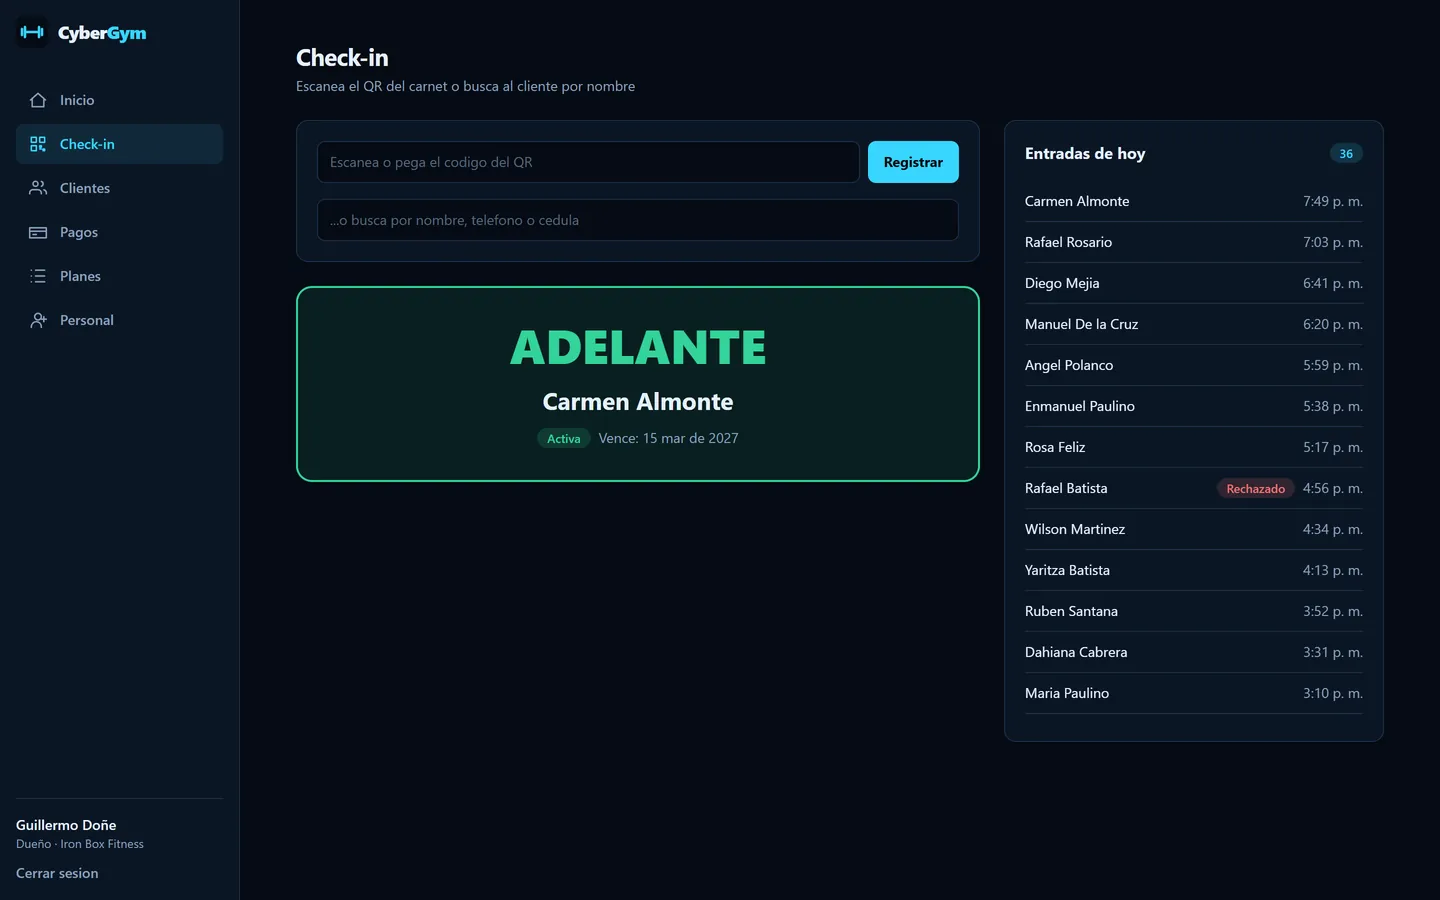 CyberGym
Inicio
Check-in
Clientes
Pagos
Planes
Personal
Guillermo Doñe
Dueño · Iron Box Fitness
Cerrar sesion
Check-in
Escanea el QR del carnet o busca al cliente por nombre
Escanea o pega el codigo del QR
Registrar
...o busca por nombre, telefono o cedula
ADELANTE
Carmen Almonte
Activa Vence: 15 mar de 2027
Entradas de hoy 36
Carmen Almonte 7:49 p. m.
Rafael Rosario 7:03 p. m.
Diego Mejia 6:41 p. m.
Manuel De la Cruz 6:20 p. m.
Angel Polanco 5:59 p. m.
Enmanuel Paulino 5:38 p. m.
Rosa Feliz 5:17 p. m.
Rafael Batista Rechazado 4:56 p. m.
Wilson Martinez 4:34 p. m.
Yaritza Batista 4:13 p. m.
Ruben Santana 3:52 p. m.
Dahiana Cabrera 3:31 p. m.
Maria Paulino 3:10 p. m.